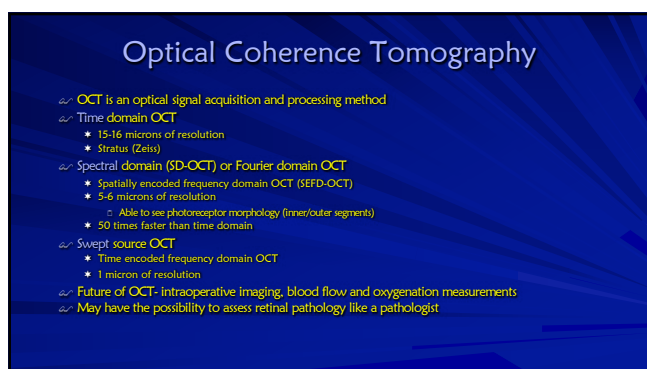 Optical Coherence Tomography
OCT is an optical signal acquisition and processing method
Time domain OCT
15-16 microns of resolution
Stratus (Zeiss)
Spectral domain (SD-OCT) or Fourier domain OCT
Spatially encoded frequency domain OCT (SEFD-OCT)
5-6 microns of resolution
Able to see photoreceptor morphology (inner/outer segments)
50 times faster than time domain
Swept source OCT
Time encoded frequency domain OCT
1 micron of resolution
Future of OCT- intraoperative imaging, blood flow and oxygenation measurements
May have the possibility to assess retinal pathology like a pathologist